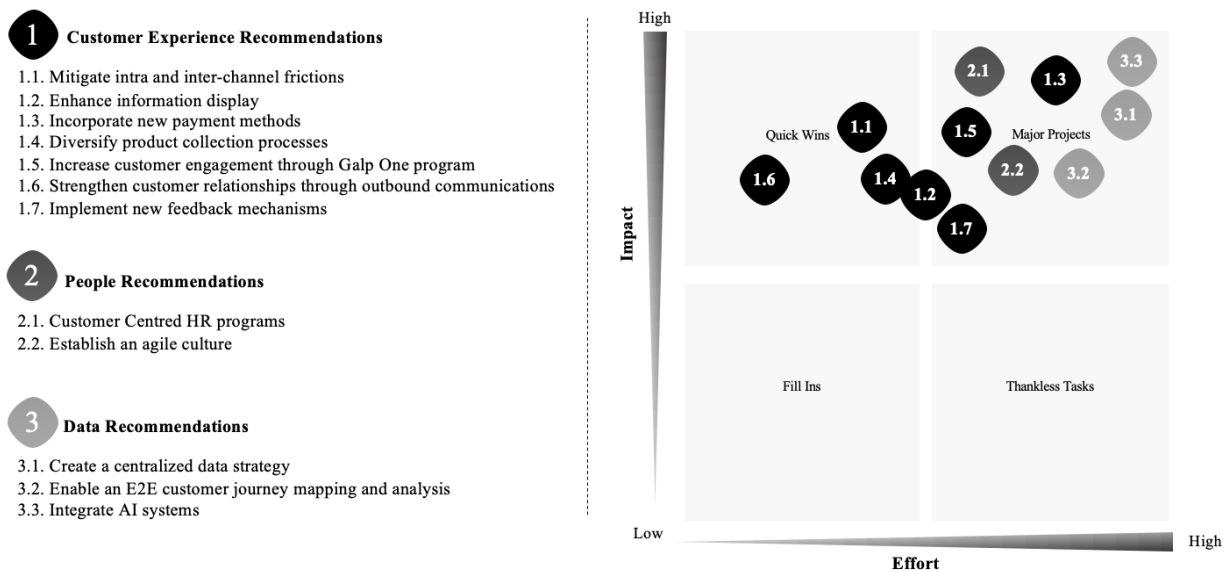 1 Customer Experience Recommendations
1.1. Mitigate intra and inter-channel frictions
1.2. Enhance information display
1.3. Incorporate new payment methods
1.4. Diversify product collection processes
1.5. Increase customer engagement through Galp One program
1.6. Strengthen customer relationships through outbound communications
1.7. Implement new feedback mechanisms
2 People Recommendations
2.1. Customer Centred HR programs
2.2. Establish an agile culture
3 Data Recommendations
3.1. Create a centralized data strategy
3.2. Enable an E2E customer journey mapping and analysis
3.3. Integrate AI systems
High
Impact
Low
Quick Wins
1.1
1.6
1.4
1.2
Major Projects
2.1
1.3
3.3
3.1
1.5
2.2
3.2
1.7
Fill Ins
Thankless Tasks
Effort
High